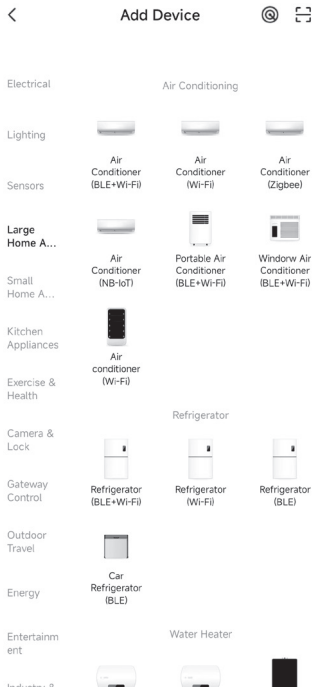 Add Device
Electrical
Lighting
Sensors
Large
Home A...
Small
Home A...
Kitchen
Appliances
Exercise &
Health
Camera &
Lock
Gateway
Control
Outdoor
Travel
Energy
Entertainm
ent
Industry &
Air Conditioning
Air
Conditioner
(BLE+Wi-Fi)
Air
Conditioner
(Wi-Fi)
Air
Conditioner
(Zigbee)
Air
Conditioner
(NB-IoT)
Portable Air
Conditioner
(BLE+Wi-Fi)
Windorw Air
Conditioner
(BLE+Wi-Fi)
Air
conditioner
(Wi-Fi)
Refrigerator
Refrigerator
(BLE+Wi-Fi)
Refrigerator
(Wi-Fi)
Refrigerator
(BLE)
Car
Refrigerator
(BLE)
Water Heater